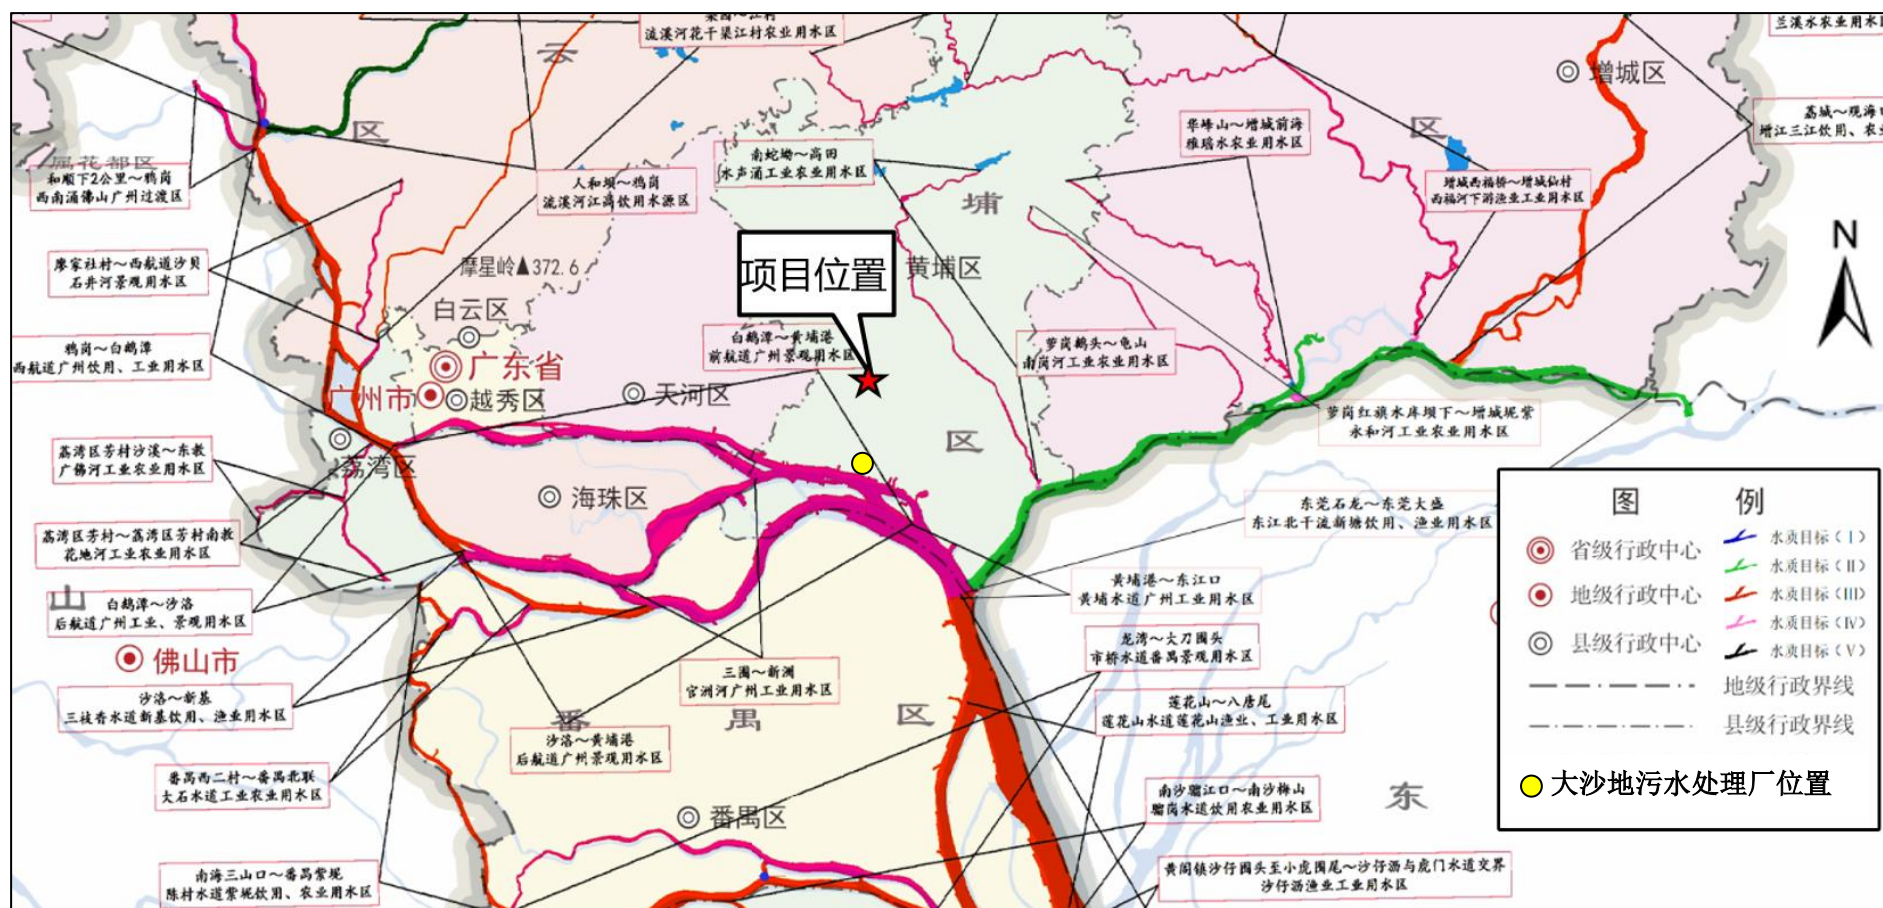 流溪河花干渠江村农业用水区
兰溪水农业用水区
云
增城区
荔城～观海口
增江三江饮用、农业
华峰山～增城前海
雅瑶水农业用水区
区
区
属花都区
和顺下2公里～鸦岗
西南涌佛山广州过渡区
人和坝～鸦岗
流溪河江高饮用水源区
南蛇坳～高田
水声涌工业农业用水区
增城西福桥～增城仙村
西福河下游渔业工业用水区
埔
N
廖家社村～西航道沙贝
石井河景观用水区
摩星岭▲372.6
项目位置
黄埔区
白云区
鸦岗～白鹅潭
西航道广州饮用、工业用水区
白鹅潭～黄埔港
前航道广州景观用水区
萝岗鹅头～龟山
南岗河工业农业用水区
广东省
广州市
越秀区
天河区
萝岗红旗水库坝下～增城坭紫
永和河工业农业用水区
荔湾区芳村沙溪～东教
广佛河工业农业用水区
荔湾区
海珠区
区
东莞石龙～东莞大盛
东江北干流新塘饮用、渔业用水区
荔湾区芳村～荔湾区芳村南教
花地河工业农业用水区
山
白鹅潭～沙洛
后航道广州工业、景观用水区
黄埔港～东江口
黄埔水道广州工业用水区
佛山市
三围～新洲
官洲河广州工业用水区
龙湾～大刀围头
市桥水道番禺景观用水区
沙洛～新基
三枝香水道新基饮用、渔业用水区
番
禺
区
莲花山～八塘尾
莲花山水道莲花山渔业、工业用水区
沙洛～黄埔港
后航道广州景观用水区
番禺西二村～番禺北联
大石水道工业农业用水区
番禺区
南沙骝江口～南沙梅山
骝岗水道饮用农业用水区
东
南海三山口～番禺紫坭
陈村水道紫坭饮用、农业用水区
黄阁镇沙仔围头至小虎围尾～沙仔沥与虎门水道交界
沙仔沥渔业工业用水区
图 例
省级行政中心
地级行政中心
县级行政中心
水质目标（I）
水质目标（II）
水质目标（III）
水质目标（IV）
水质目标（V）
地级行政界线
县级行政界线
大沙地污水处理厂位置